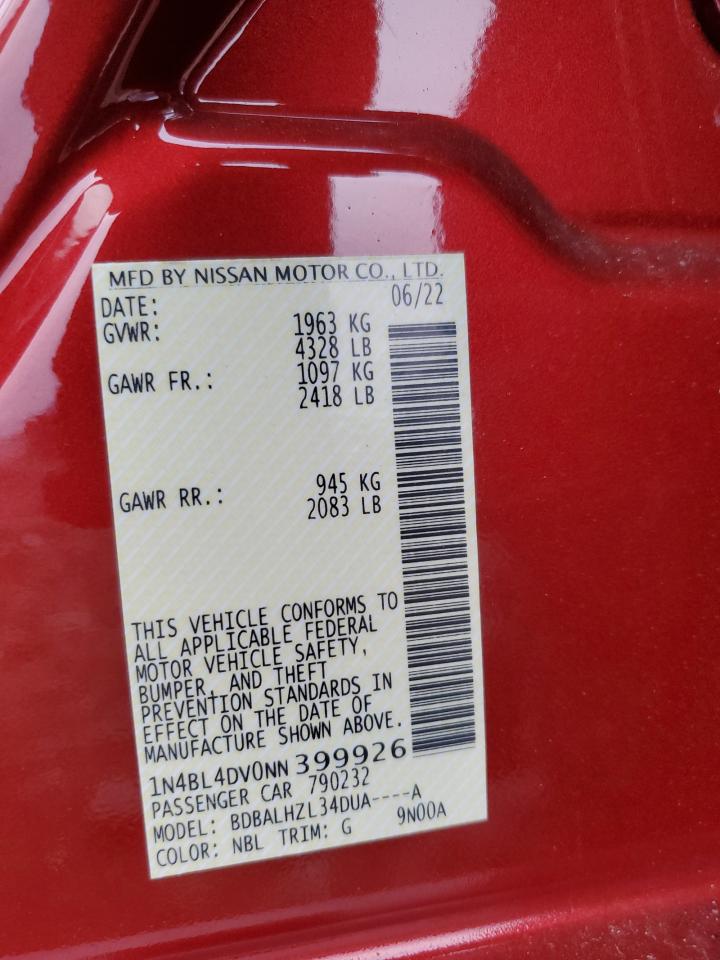 MFD BY NISSAN MOTOR CO., LTD.
DATE: 06/22
GVWR: 1963 KG
4328 LB
GAWR FR.: 1097 KG
2418 LB
GAWR RR.: 945 KG
2083 LB
THIS VEHICLE CONFORMS TO
ALL APPLICABLE FEDERAL
MOTOR VEHICLE SAFETY,
BUMPER, AND THEFT
PREVENTION STANDARDS IN
EFFECT ON THE DATE OF
MANUFACTURE SHOWN ABOVE.
1N4BL4DV0NN 399926
PASSENGER CAR 790232
MODEL: BDBALHZL34DUA----A
COLOR: NBL TRIM: G 9N00A